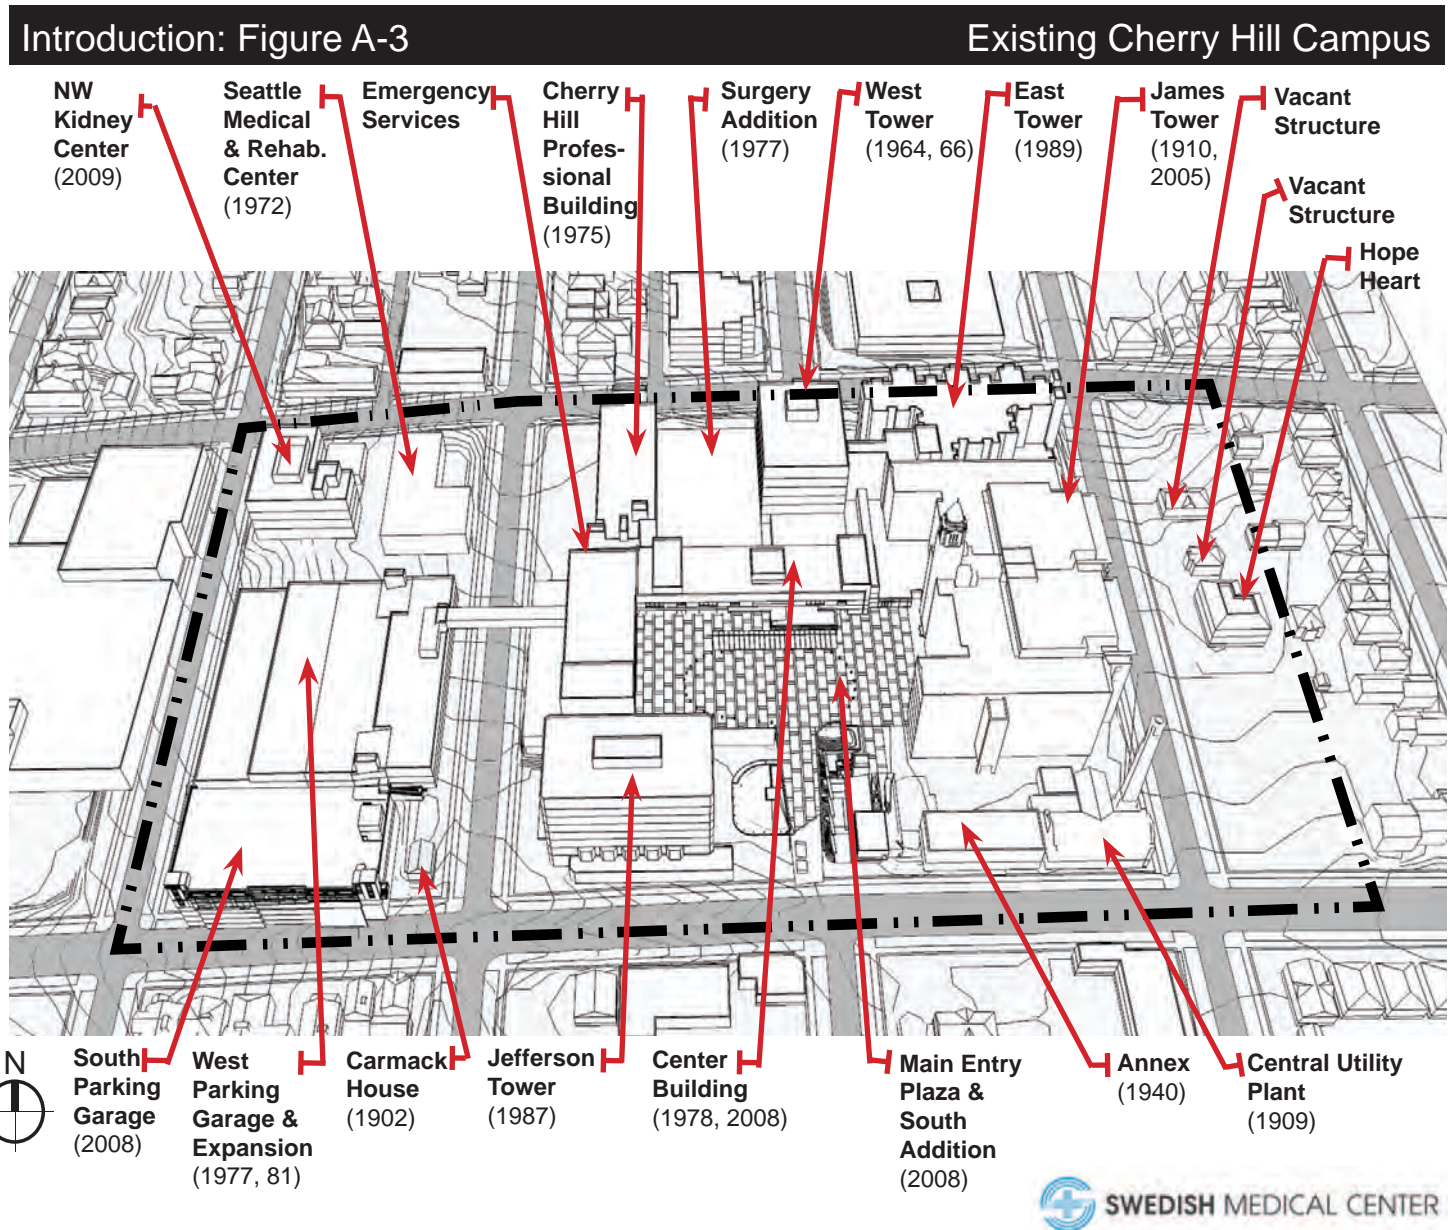 Introduction: Figure A-3
Existing Cherry Hill Campus
NW
Kidney
Center
(2009)
Seattle
Medical
& Rehab.
Center
(1972)
Emergency
Services
Cherry
Hill
Profes-
sional
Building
(1975)
Surgery
Addition
(1977)
West
Tower
(1964, 66)
East
Tower
(1989)
James
Tower
(1910,
2005)
Vacant
Structure
Vacant
Structure
Hope
Heart
N
South
Parking
Garage
(2008)
West
Parking
Garage &
Expansion
(1977, 81)
Carmack
House
(1902)
Jefferson
Tower
(1987)
Center
Building
(1978, 2008)
Main Entry
Plaza &
South
Addition
(2008)
Annex
(1940)
Central Utility
Plant
(1909)
SWEDISH MEDICAL CENTER